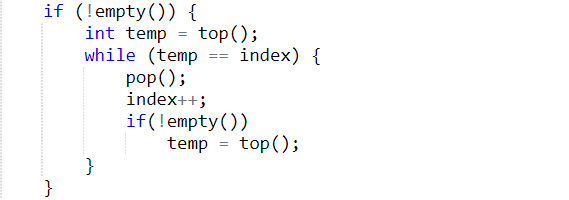 if (!empty()) {
    int temp = top();
    while (temp == index) {
        pop();
        index++;
        if(!empty())
            temp = top();
    }
}